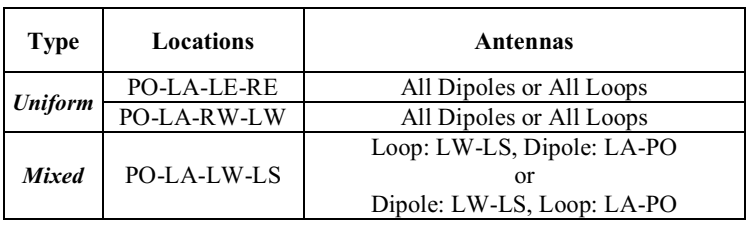 Type Locations Antennas
Uniform PO-LA-LE-RE All Dipoles or All Loops
PO-LA-RW-LW All Dipoles or All Loops
Mixed PO-LA-LW-LS Loop: LW-LS, Dipole: LA-PO
or
Dipole: LW-LS, Loop: LA-PO